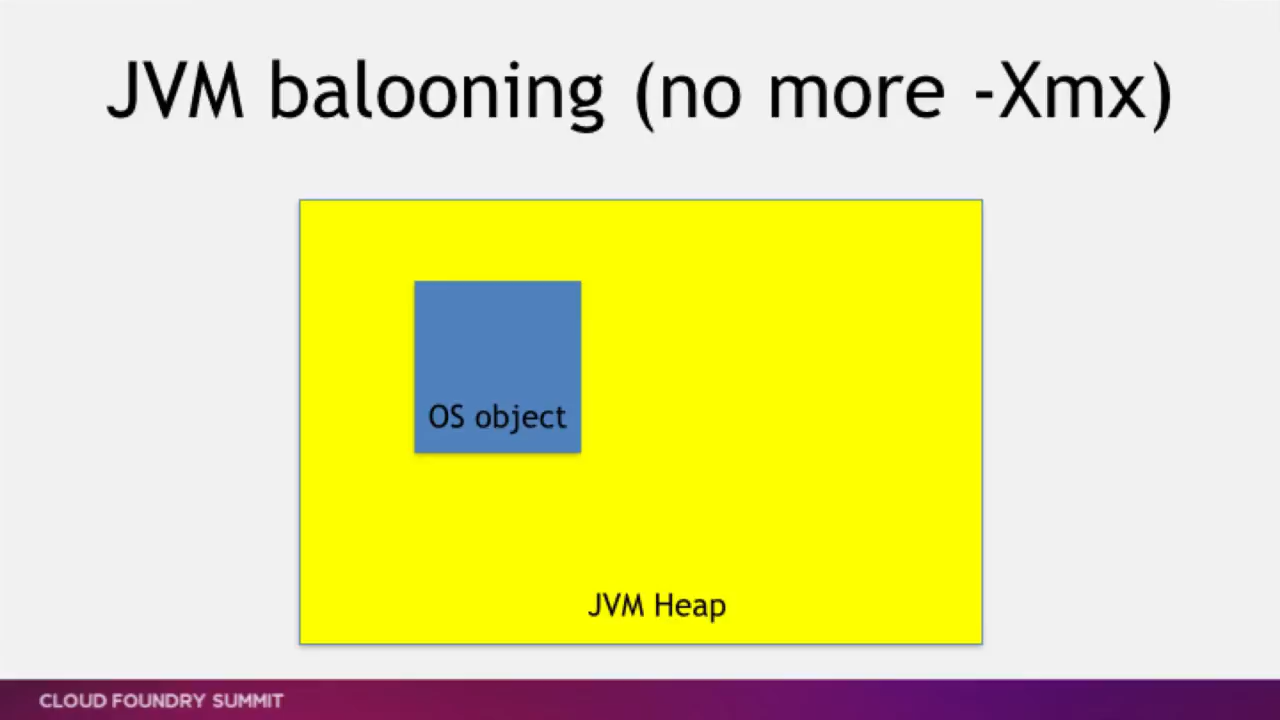 JVM balooning (no more -Xmx)
OS object
JVM Heap
CLOUD FOUNDRY SUMMIT